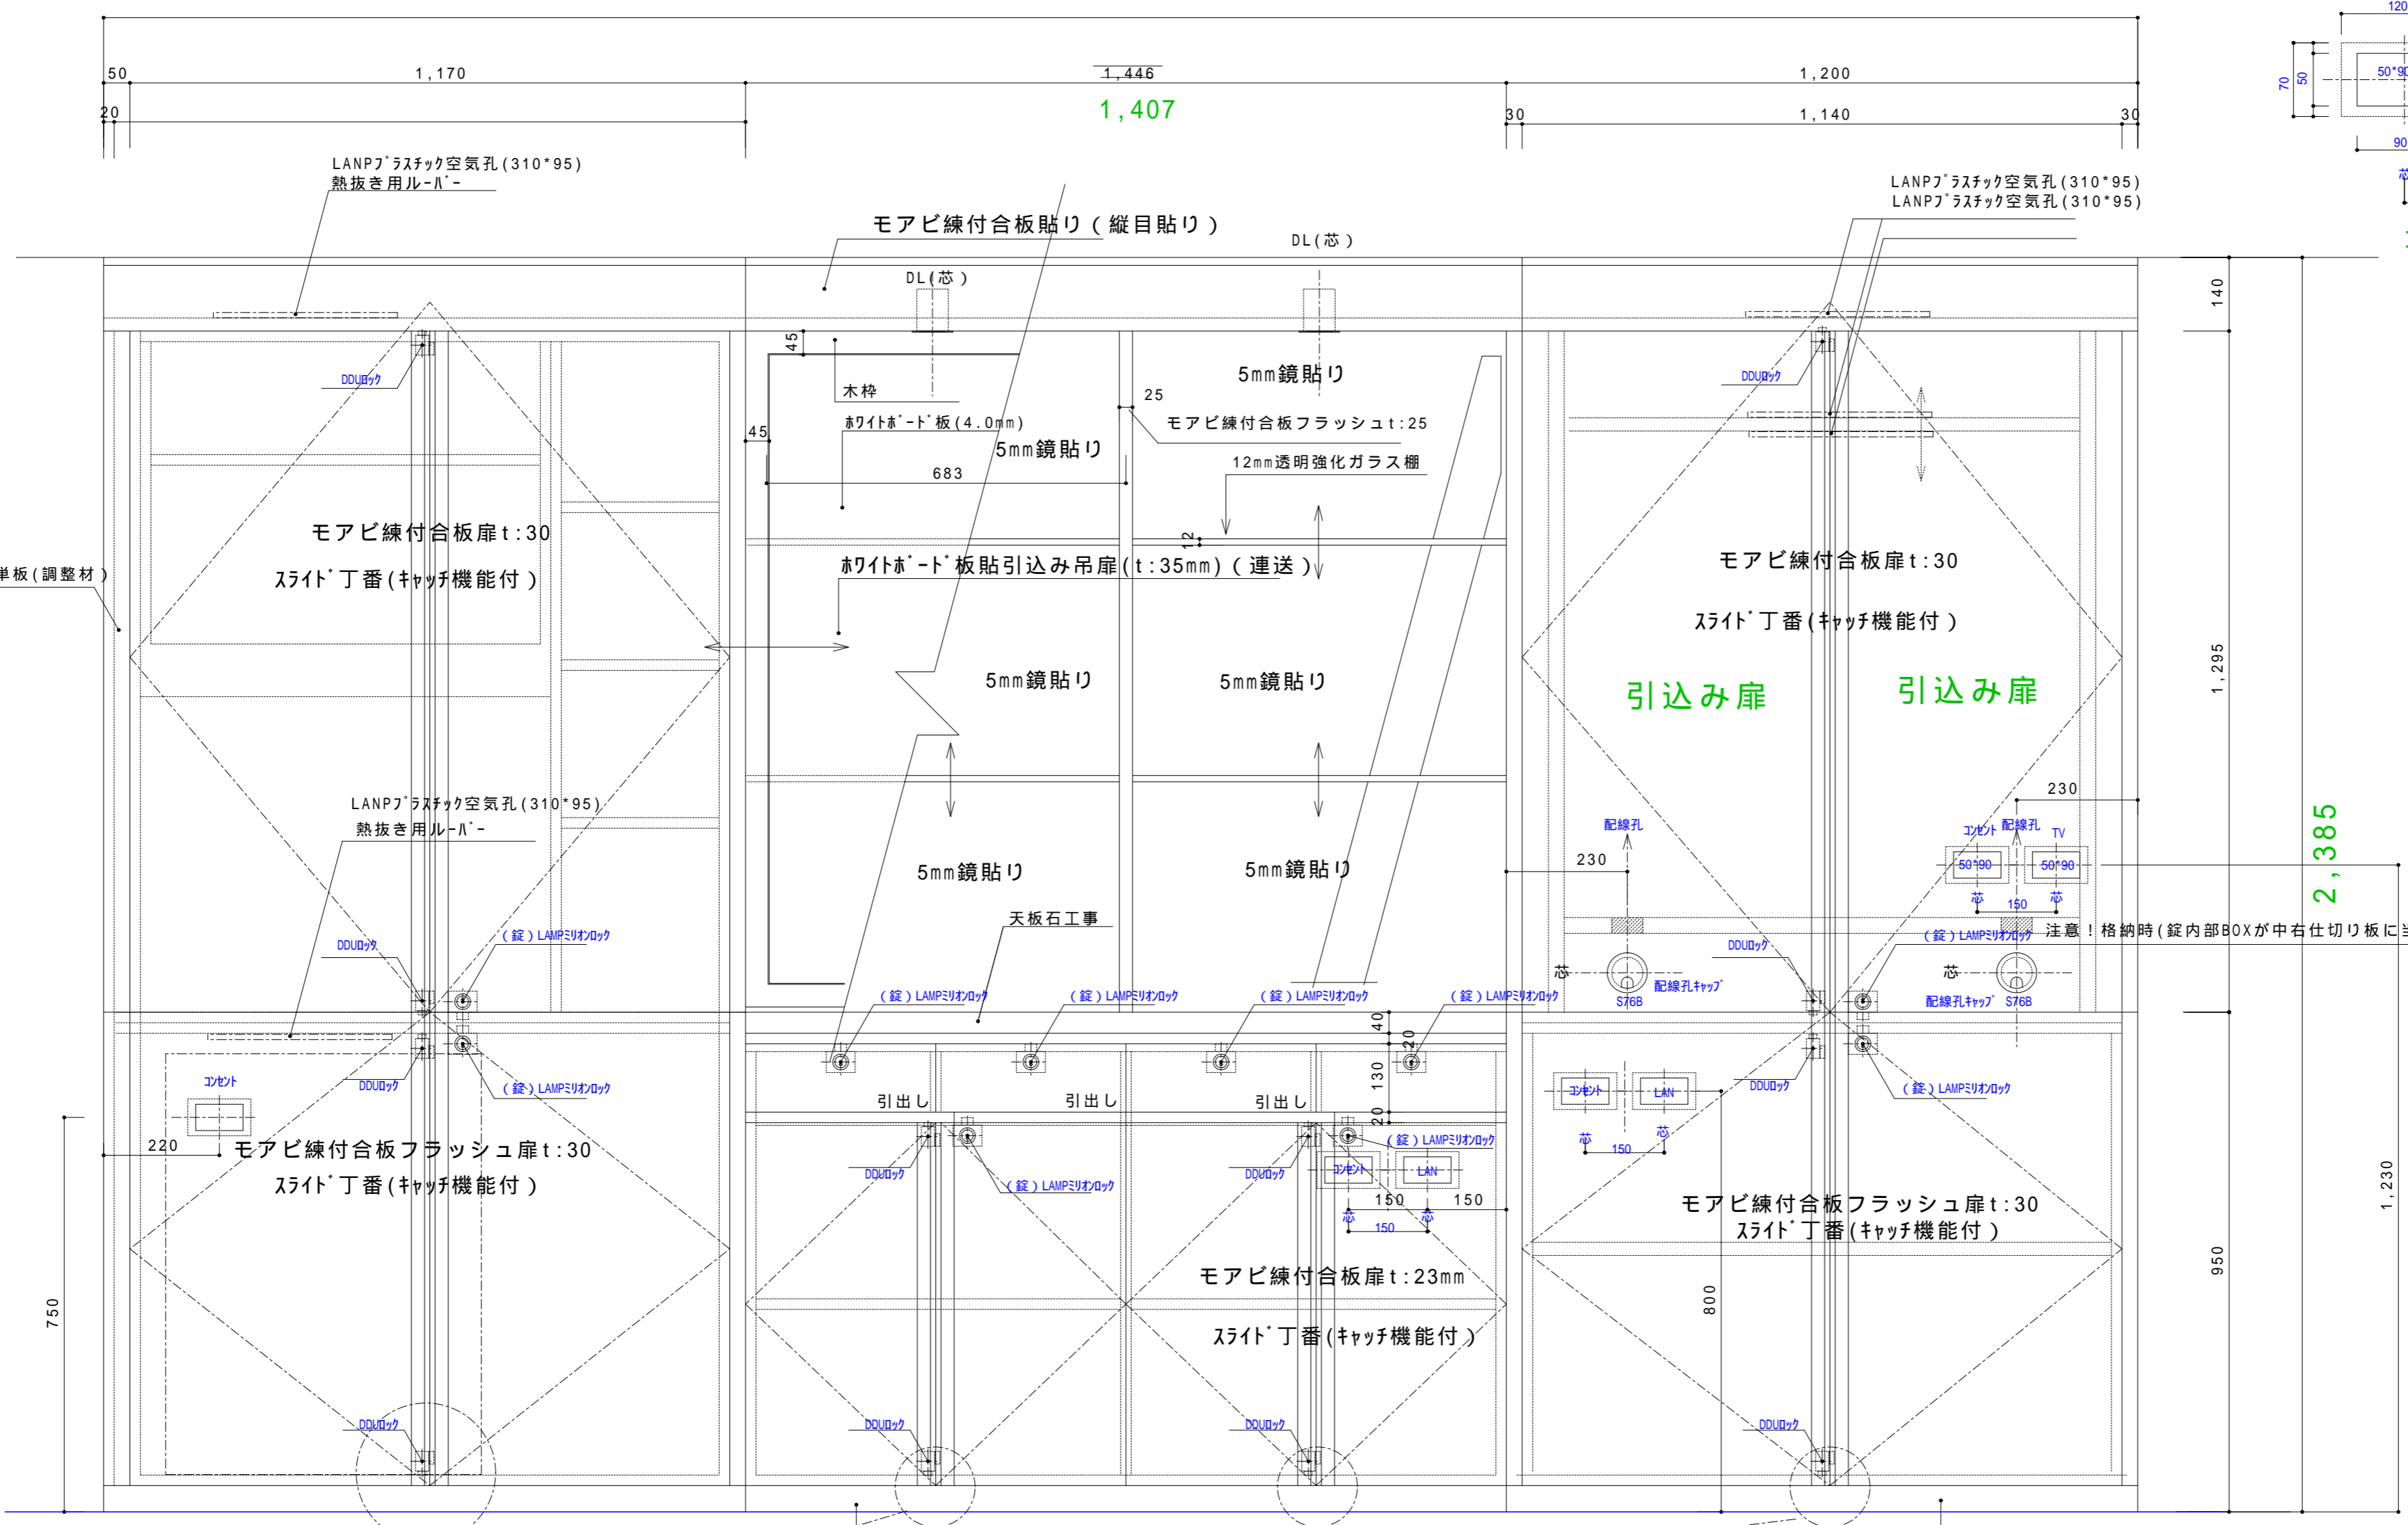 120
50
1,170
1,446
1,200
70
50
50*90
1,407
20
30
1,140
30
90
LANPプラスチック空気孔(310*95)
熱抜き用ルーバー
芯
LANPプラスチック空気孔(310*95)
LANPプラスチック空気孔(310*95)
モアビ練付合板貼り(縦目貼り)
DL(芯)
DL(芯)
140
45
DDUロック
木枠
5mm鏡貼り
DDUロック
25
45
ホワイトボード板(4.0mm)
モアビ練付合板フラッシュt:25
5mm鏡貼り
12mm透明強化ガラス棚
683
モアビ練付合板扉t:30
12
モアビ練付合板扉t:30
単板(調整材)
スライド丁番(キャッチ機能付)
ホワイトボード板貼引込み吊扉(t:35mm)(連送)
スライド丁番(キャッチ機能付)
1,295
5mm鏡貼り
5mm鏡貼り
引込み扉
引込み扉
LANPプラスチック空気孔(310*95)
熱抜き用ルーバー
230
配線孔
コンセント
配線孔
TV
2,385
5mm鏡貼り
5mm鏡貼り
230
50*90
50*90
芯
150
芯
天板石工事
DDUロック
(錠)LAMPミリオンロック
DDUロック
(錠)LAMPミリオンロック
注意!格納時(錠内部BOXが中右仕切り板に
芯
芯
配線孔キャップ
S76B
配線孔キャップ
S76B
(錠)LAMPミリオンロック
(錠)LAMPミリオンロック
(錠)LAMPミリオンロック
(錠)LAMPミリオンロック
40
20
コンセント
DDUロック
(錠)LAMPミリオンロック
130
DDUロック
(錠)LAMPミリオンロック
コンセント
LAN
引出し
引出し
引出し
20
220
モアビ練付合板フラッシュ扉t:30
(錠)LAMPミリオンロック
芯
150
芯
スライド丁番(キャッチ機能付)
DDUロック
(錠)LAMPミリオンロック
DDUロック
コンセント
LAN
150
150
芯
150
芯
モアビ練付合板フラッシュ扉t:30
スライド丁番(キャッチ機能付)
1,230
950
750
モアビ練付合板扉t:23mm
800
スライド丁番(キャッチ機能付)
DDUロック
DDUロック
DDUロック
DDUロック